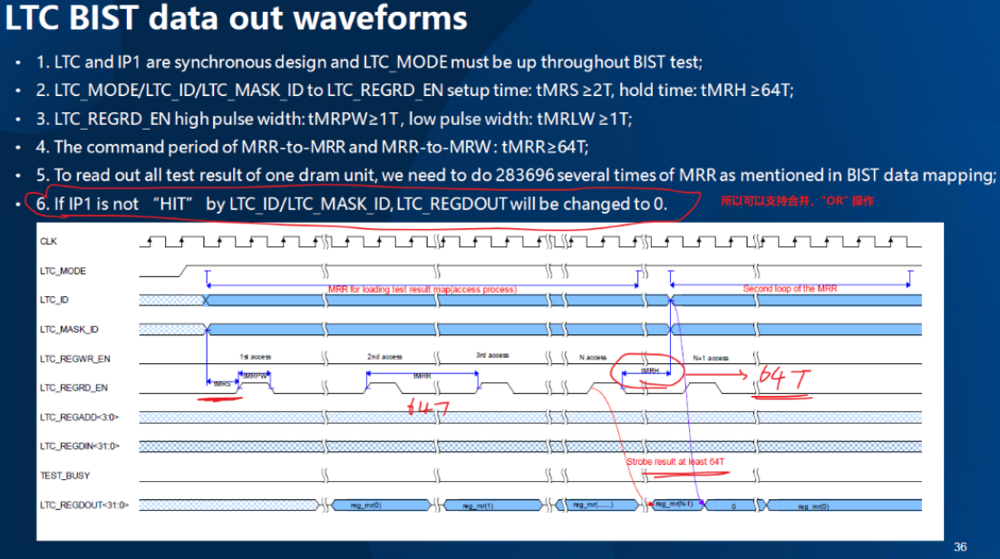 LTC BIST data out waveforms
• 1. LTC and IP1 are synchronous design and LTC_MODE must be up throughout BIST test;
• 2. LTC_MODE/LTC_ID/LTC_MASK_ID to LTC_REGRD_EN setup time: tMRS ≥2T, hold time: tMRH ≥64T;
• 3. LTC_REGRD_EN high pulse width: tMRPW≥1T , low pulse width: tMRLW ≥1T;
• 4. The command period of MRR-to-MRR and MRR-to-MRW : tMRR≥64T;
• 5. To read out all test result of one dram unit, we need to do 283696 several times of MRR as mentioned in BIST data mapping;
• 6. If IP1 is not “HIT” by LTC_ID/LTC_MASK_ID, LTC_REGDOUT will be changed to 0. 所以可以支持合并，“OR” 操作
CLK
LTC_MODE
MRR for loading test result map(access process) Second loop of the MRR
LTC_ID
LTC_MASK_ID
LTC_REGWR_EN 1st access 2nd access 3rd access N access N+1 access
tMRPW tMRR tMRH 64T
LTC_REGRD_EN tMRS
64T
LTC_REGADD<3:0>
LTC_REGDIN<31:0>
Strobe result at least 64T
TEST_BUSY
LTC_REGDOUT<31:0> reg_mr(0) reg_mr(1) reg_mr(......) reg_mr(N-1) 0 reg_mr(0)
36